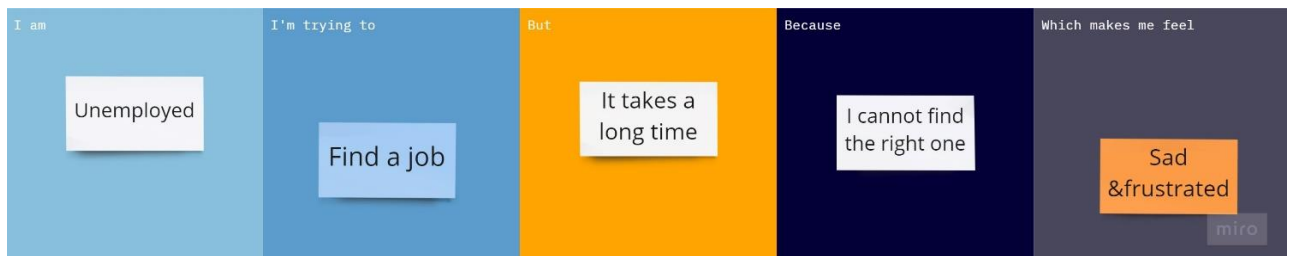 I am
Unemployed
I'm trying to
Find a job
But
It takes a
long time
Because
I cannot find
the right one
Which makes me feel
Sad
&frustrated
miro